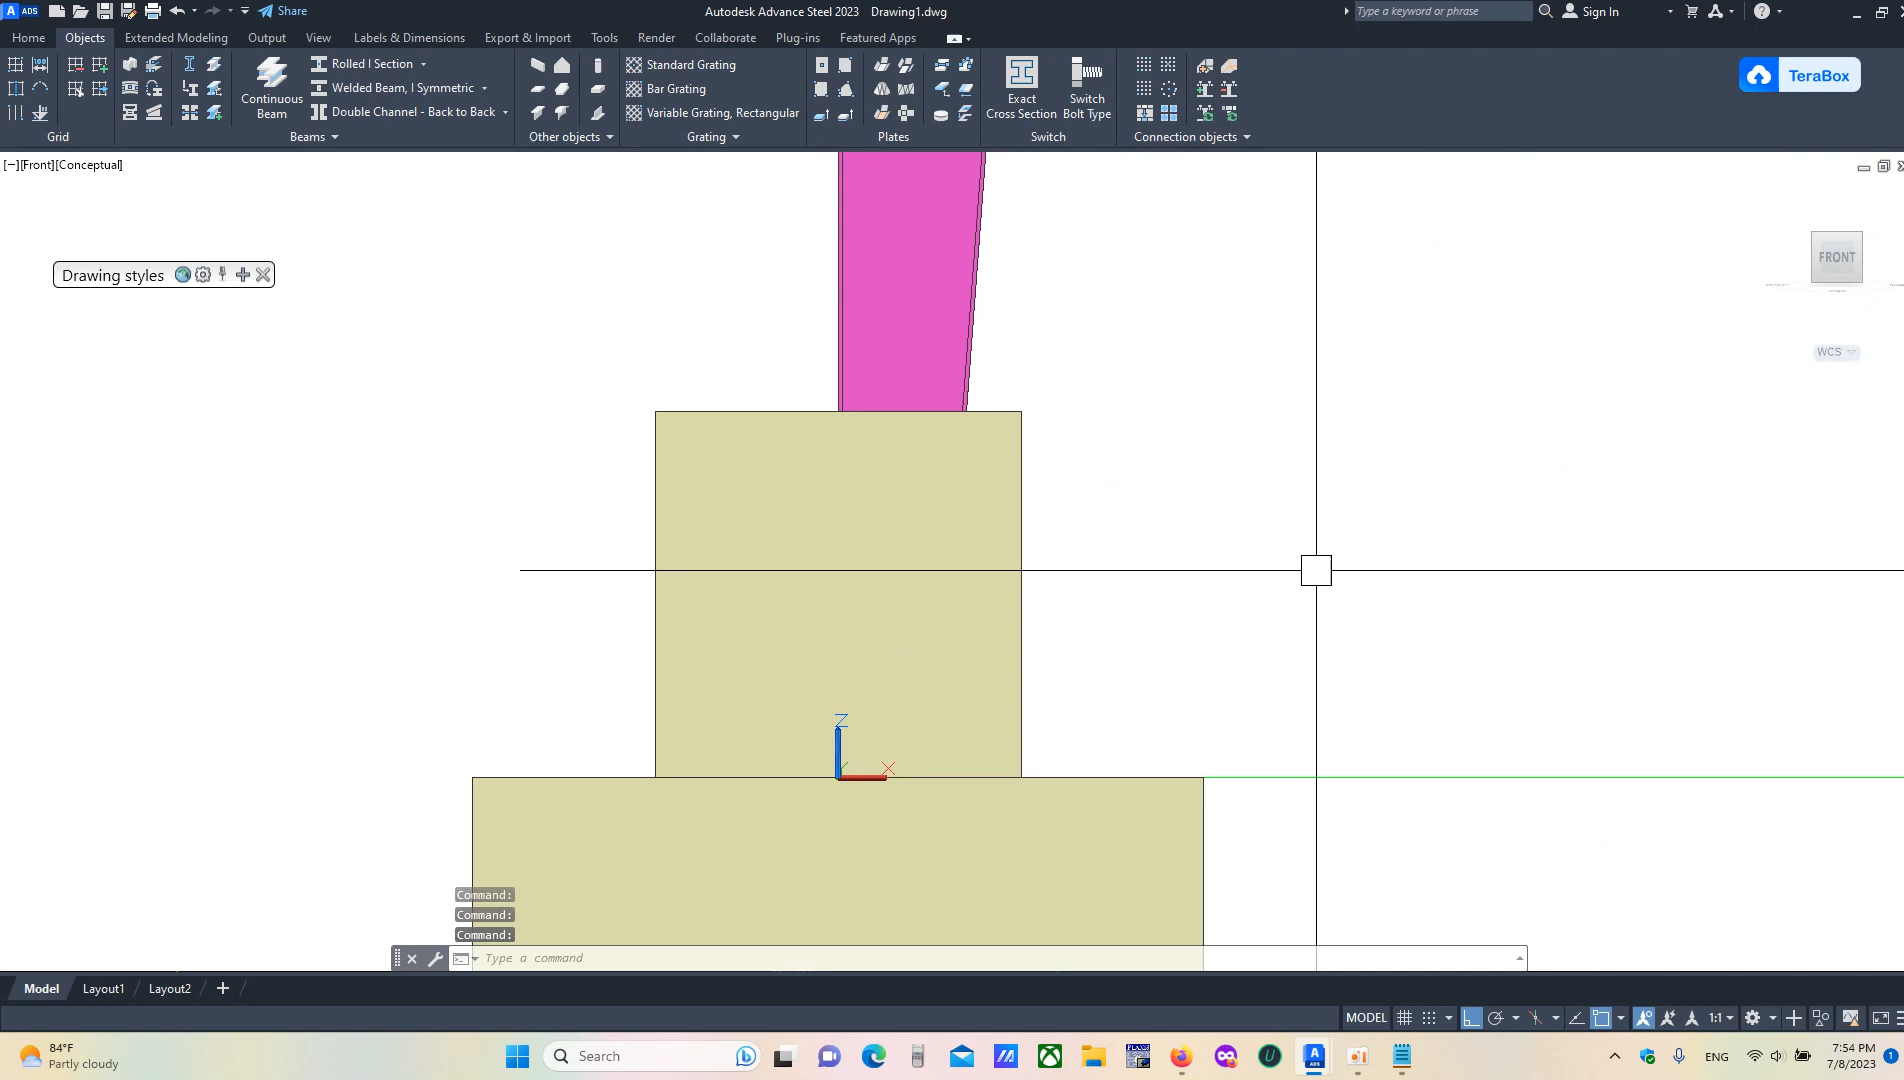 A ADS Share Autodesk Advance Steel 2023 Drawing1.dwg Type a keyword or phrase Sign In
Home Objects Extended Modeling Output View Labels & Dimensions Export & Import Tools Render Collaborate Plug-ins Featured Apps
Rolled I Section
Welded Beam, I Symmetric
Double Channel - Back to Back
Continuous
Beam
Standard Grating
Bar Grating
Variable Grating, Rectangular
Exact
Cross Section
Switch
Bolt Type
TeraBox
Grid Beams Other objects Grating Plates Switch Connection objects
[−][Front][Conceptual]
Drawing styles
FRONT
WCS
Z
X
Command:
Command:
Command:
Type a command
Model Layout1 Layout2
MODEL 1:1
84°F
Partly cloudy
Search
ADS
ENG
7:54 PM
7/8/2023
1